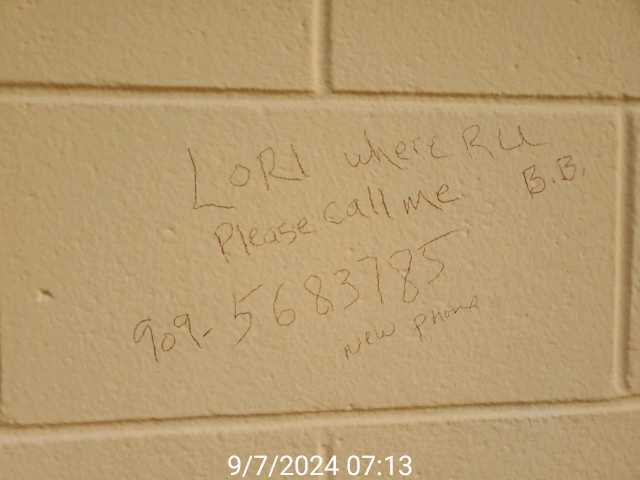 LORI where R U
Please call me B.B.
909-5683785
New phone
9/7/2024 07:13